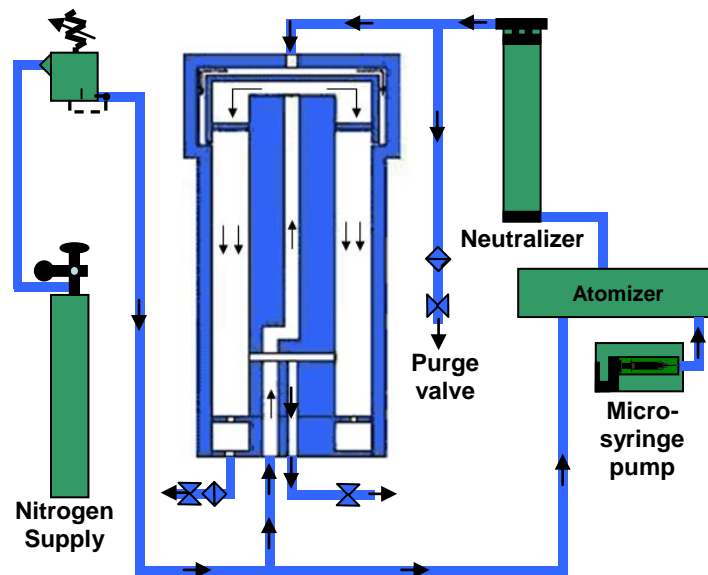 Neutralizer
Atomizer
Purge
valve
Micro-
syringe
pump
Nitrogen
Supply